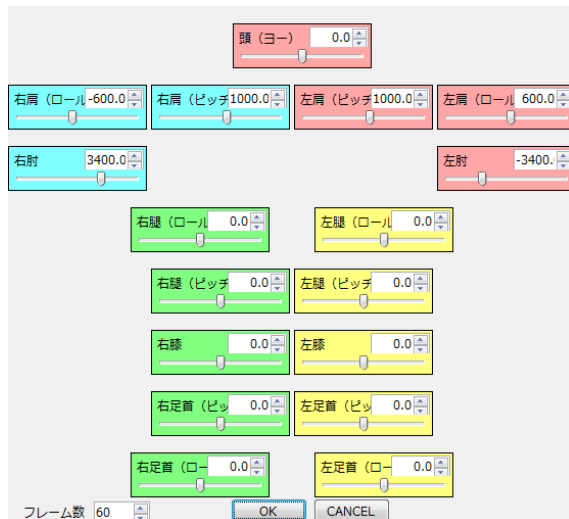 頭（ヨー） 0.0
右肩（ロール -600.0 右肩（ピッチ 1000.0 左肩（ピッチ 1000.0 左肩（ロール 600.0
右肘 3400.0 左肘 -3400.
右腿（ロール 0.0 左腿（ロール 0.0
右腿（ピッチ 0.0 左腿（ピッチ 0.0
右膝 0.0 左膝 0.0
右足首（ピッ 0.0 左足首（ピッ 0.0
右足首（ロー 0.0 左足首（ロー 0.0
フレーム数 60 OK CANCEL